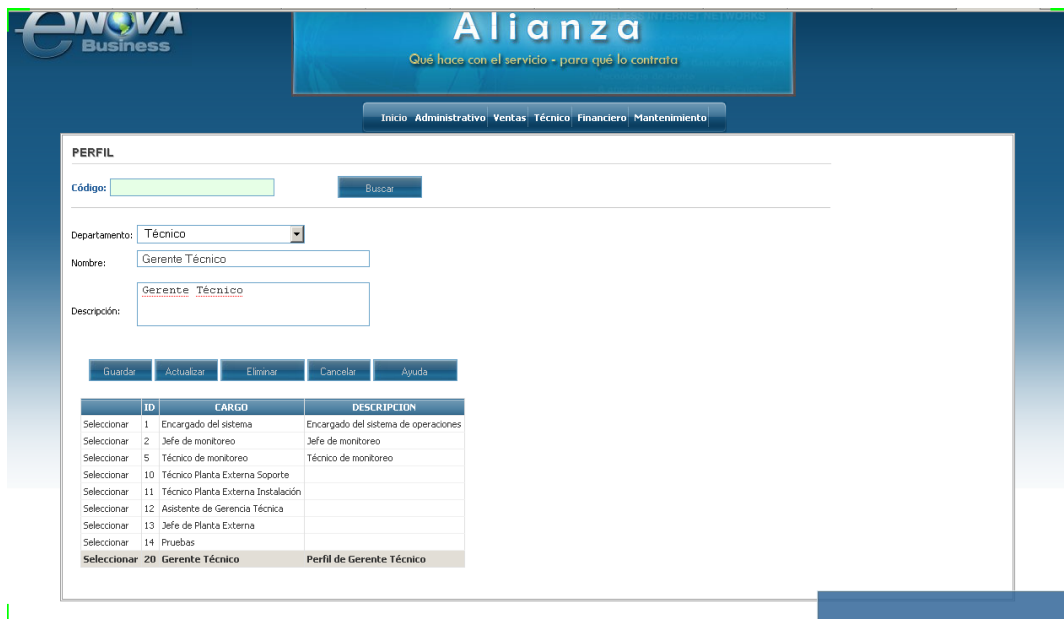 eNOVA
Business
WIRELESS INTERNET NETWORKS
Alianza
Qué hace con el servicio - para qué lo contrata
Inicio Administrativo Ventas Técnico Financiero Mantenimiento
PERFIL
Código: Buscar
Departamento: Técnico
Nombre: Gerente Técnico
Gerente Técnico
Descripción:
Guardar Actualizar Eliminar Cancelar Ayuda
ID CARGO DESCRIPCION
Seleccionar 1 Encargado del sistema Encargado del sistema de operaciones
Seleccionar 2 Jefe de monitoreo Jefe de monitoreo
Seleccionar 5 Técnico de monitoreo Técnico de monitoreo
Seleccionar 10 Técnico Planta Externa Soporte
Seleccionar 11 Técnico Planta Externa Instalación
Seleccionar 12 Asistente de Gerencia Técnica
Seleccionar 13 Jefe de Planta Externa
Seleccionar 14 Pruebas
Seleccionar 20 Gerente Técnico Perfil de Gerente Técnico